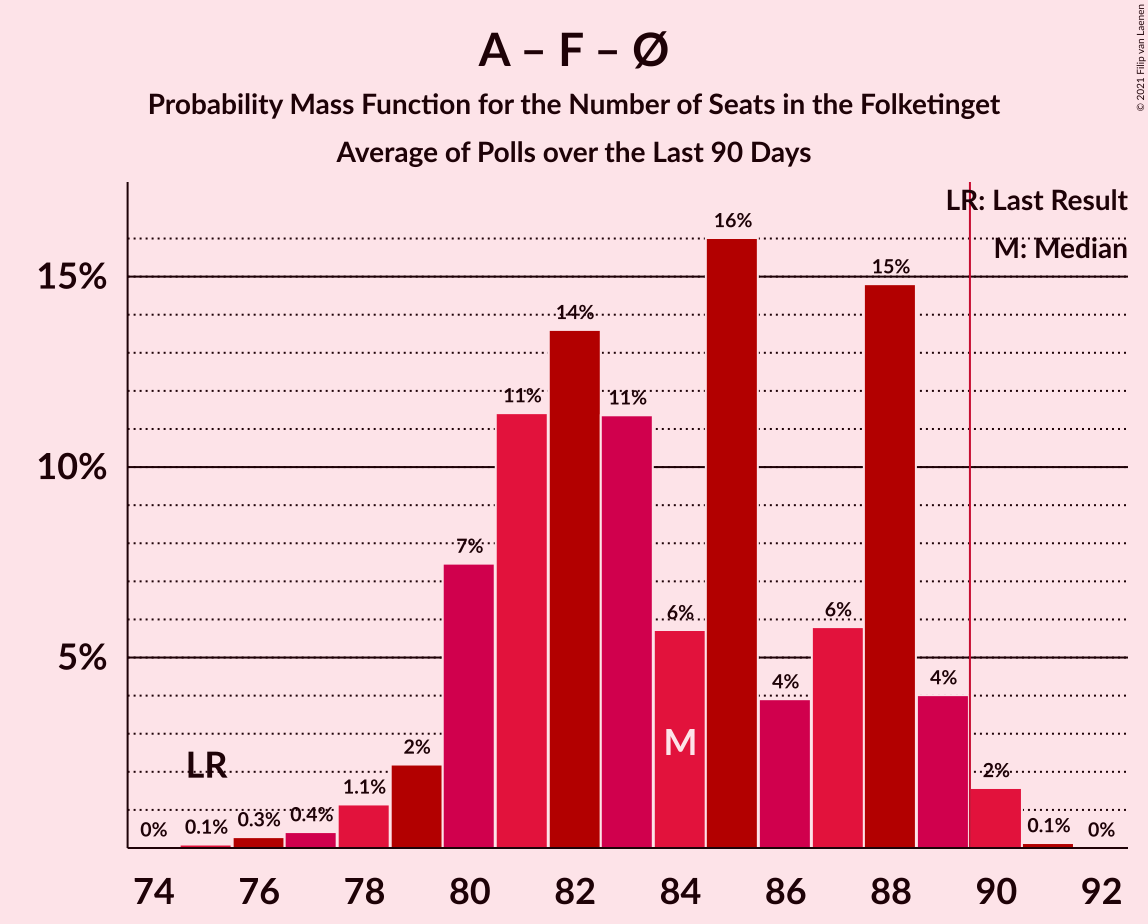 A – F – Ø
Probability Mass Function for the Number of Seats in the Folketinget
Average of Polls over the Last 90 Days
© 2021 Filip van Laenen
LR: Last Result
M: Median
15%
10%
5%
0%
0.1%
0.3%
0.4%
1.1%
2%
7%
11%
14%
11%
6%
16%
4%
6%
15%
4%
2%
0.1%
0%
LR
M
74 76 78 80 82 84 86 88 90 92